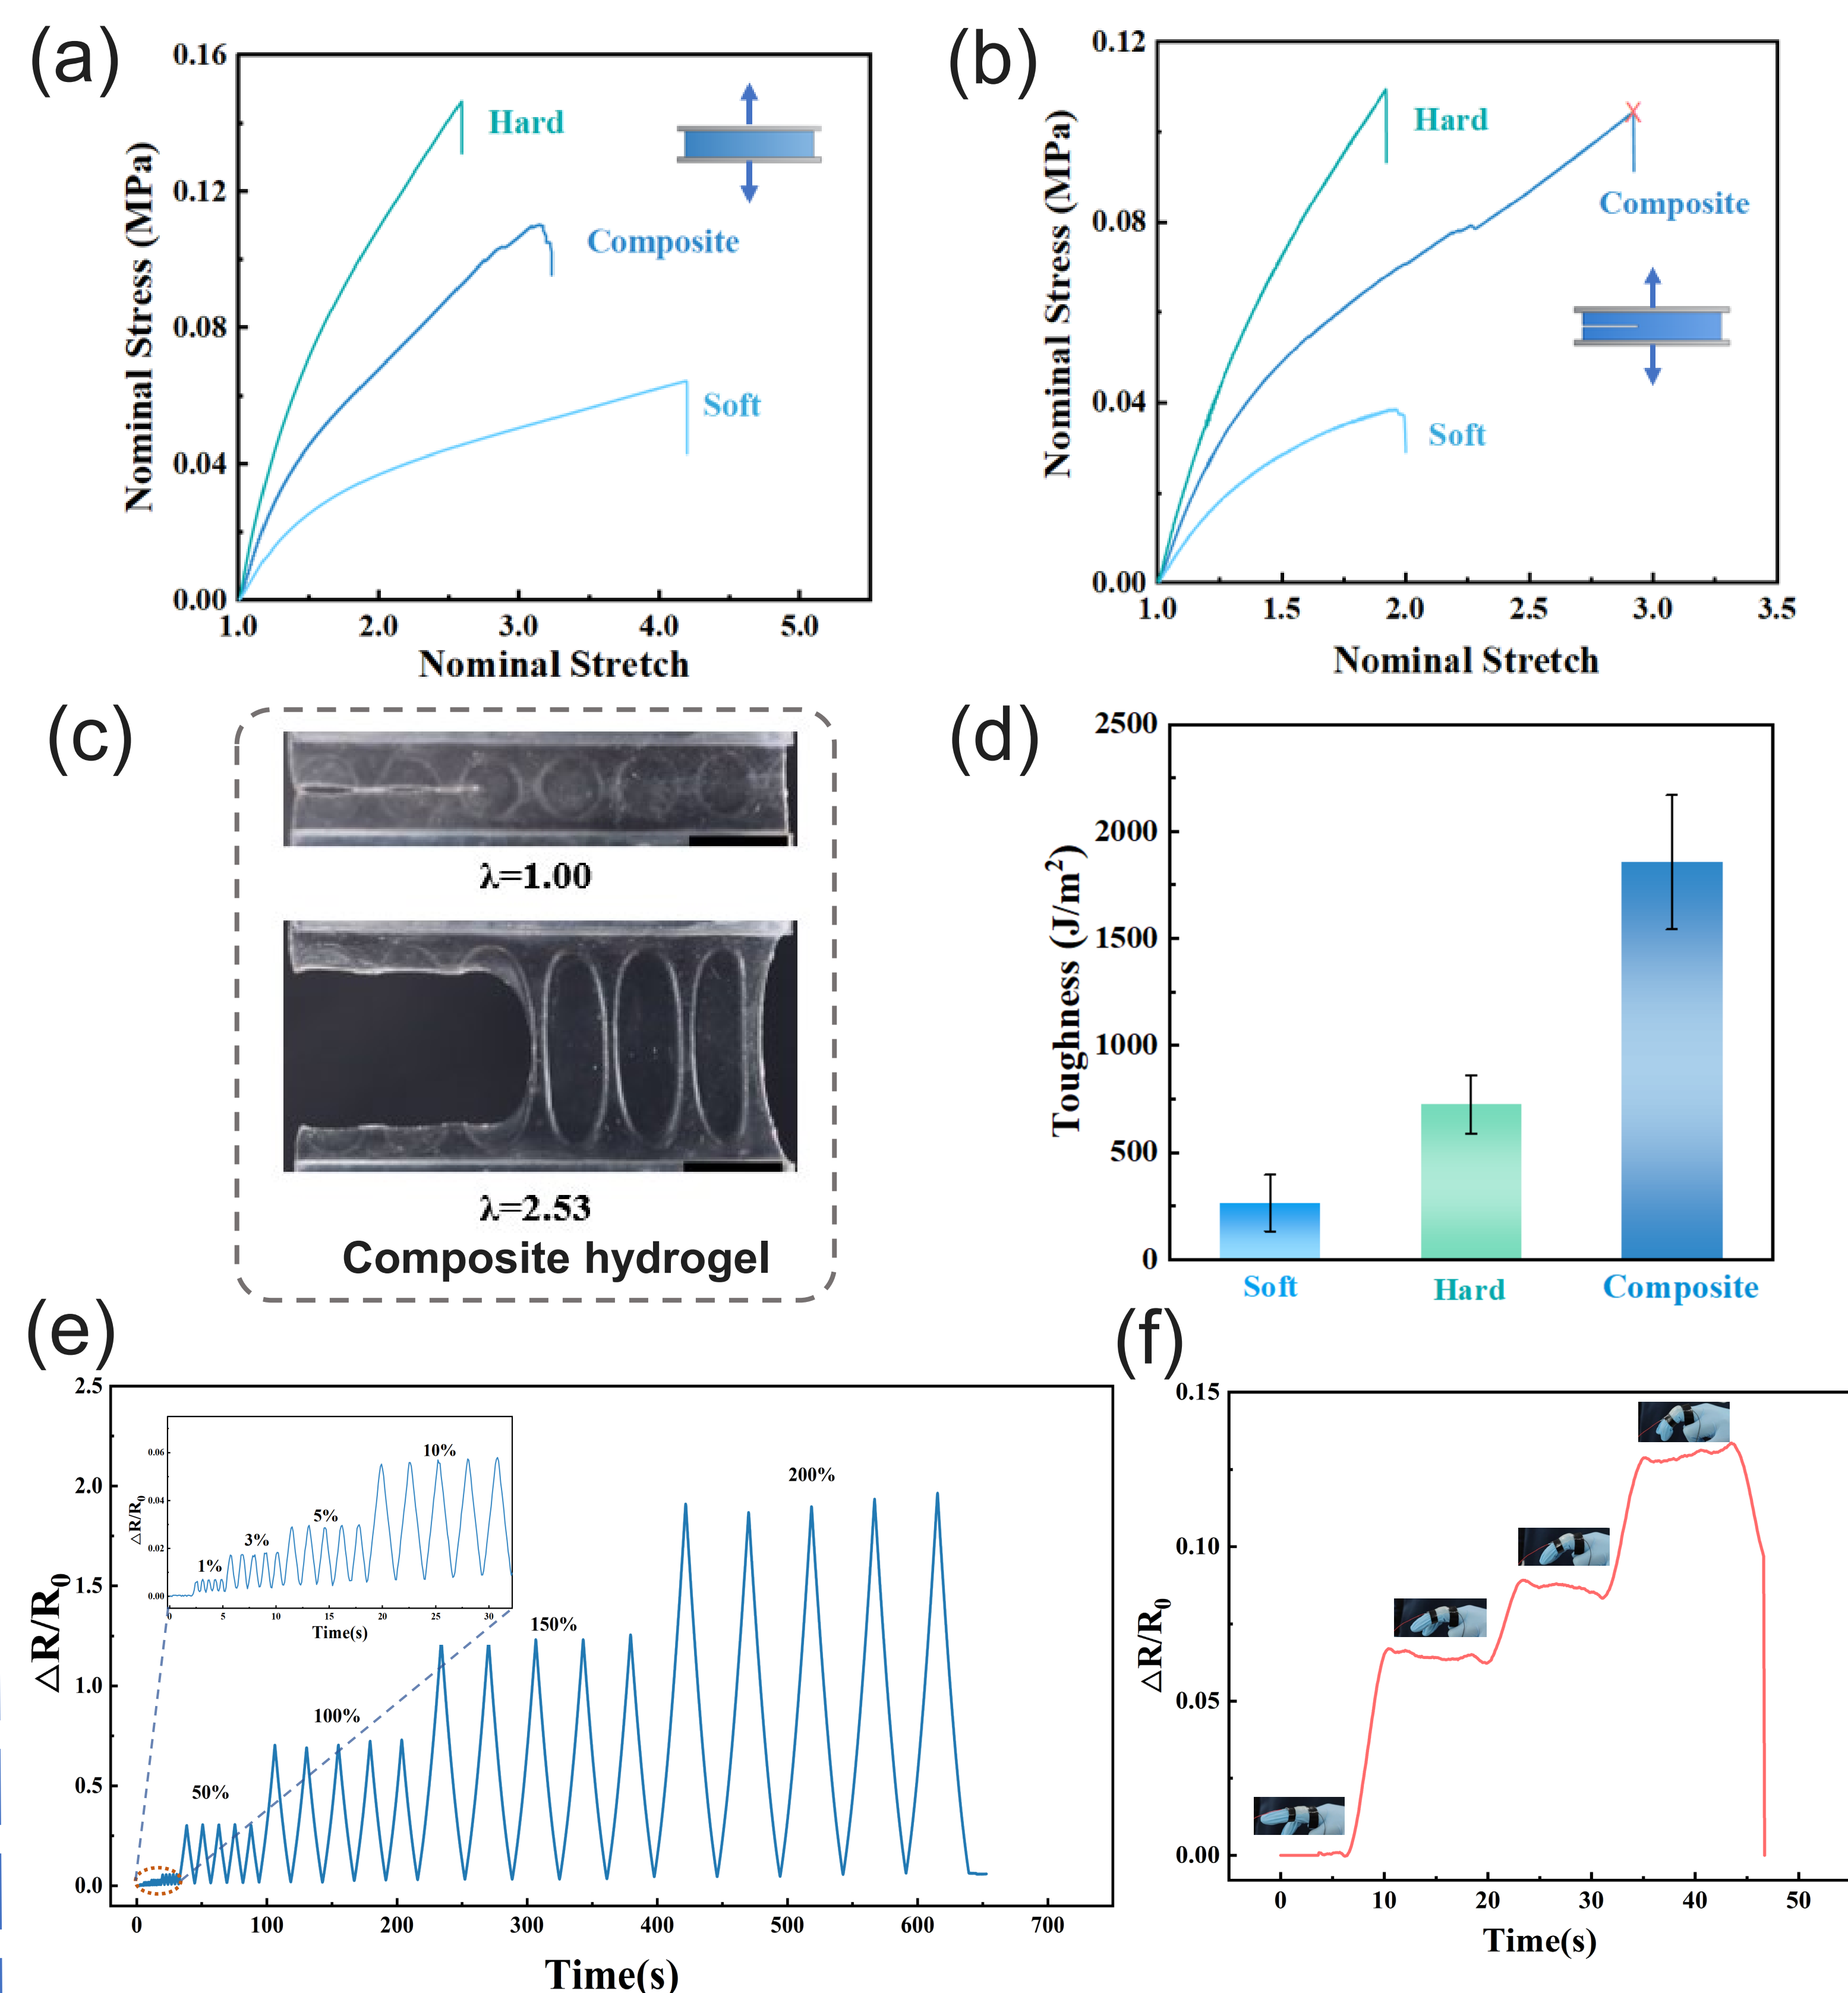 (a)
0.16
0.12
0.08
0.04
0.00
1.0 2.0 3.0 4.0 5.0
Nominal Stress (MPa)
Nominal Stretch
Hard
Composite
Soft
(b)
0.12
0.08
0.04
0.00
1.0 1.5 2.0 2.5 3.0 3.5
Nominal Stress (MPa)
Nominal Stretch
Hard
Composite
Soft
(c)
λ=1.00
λ=2.53
Composite hydrogel
(d)
2500
2000
1500
1000
500
0
Toughness (J/m²)
Soft Hard Composite
(e)
2.5
2.0
1.5
1.0
0.5
0.0
△R/R₀
0 100 200 300 400 500 600 700
Time(s)
50%
100%
150%
200%
0.06
0.04
0.02
0.00
△R/R₀
0 5 10 15 20 25 30
Time(s)
1%
3%
5%
10%
(f)
0.15
0.10
0.05
0.00
△R/R₀
0 10 20 30 40 50
Time(s)